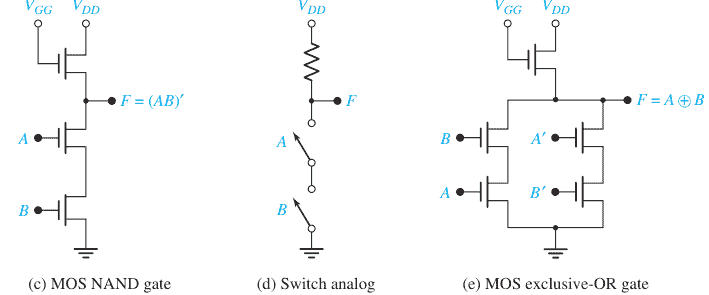 V_GG V_DD
F = (AB)′
A
B
(c) MOS NAND gate
V_DD
F
A
B
(d) Switch analog
V_GG V_DD
F = A ⊕ B
B A′
A B′
(e) MOS exclusive-OR gate